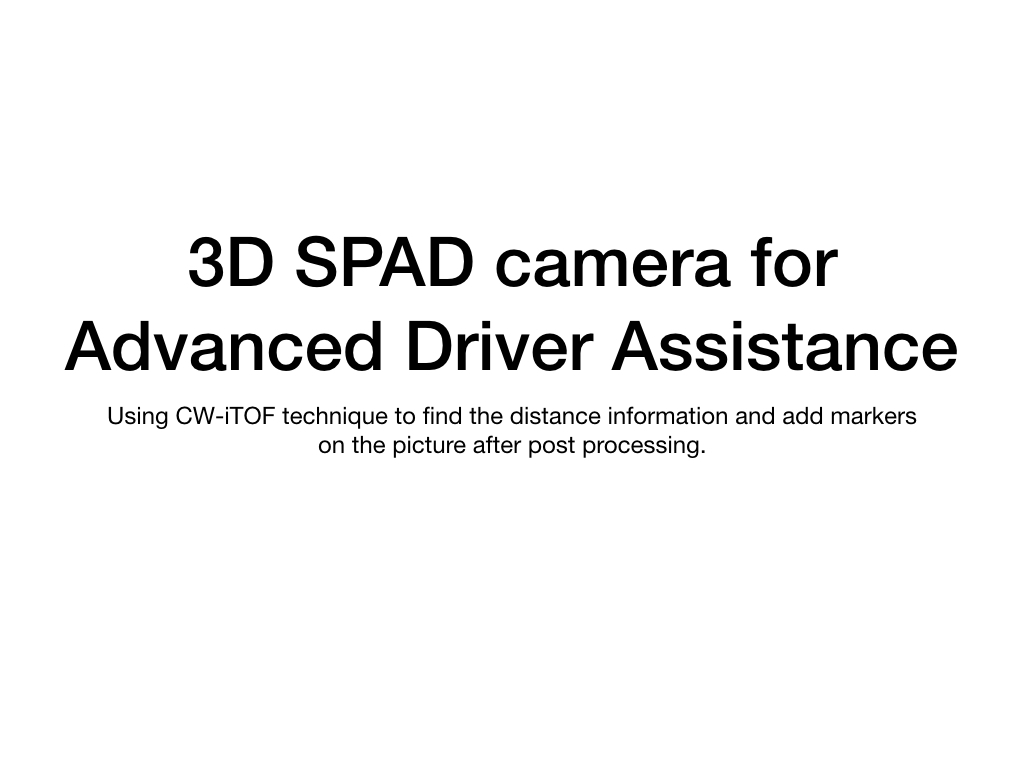 3D SPAD camera for
Advanced Driver Assistance
Using CW-iTOF technique to find the distance information and add markers
on the picture after post processing.